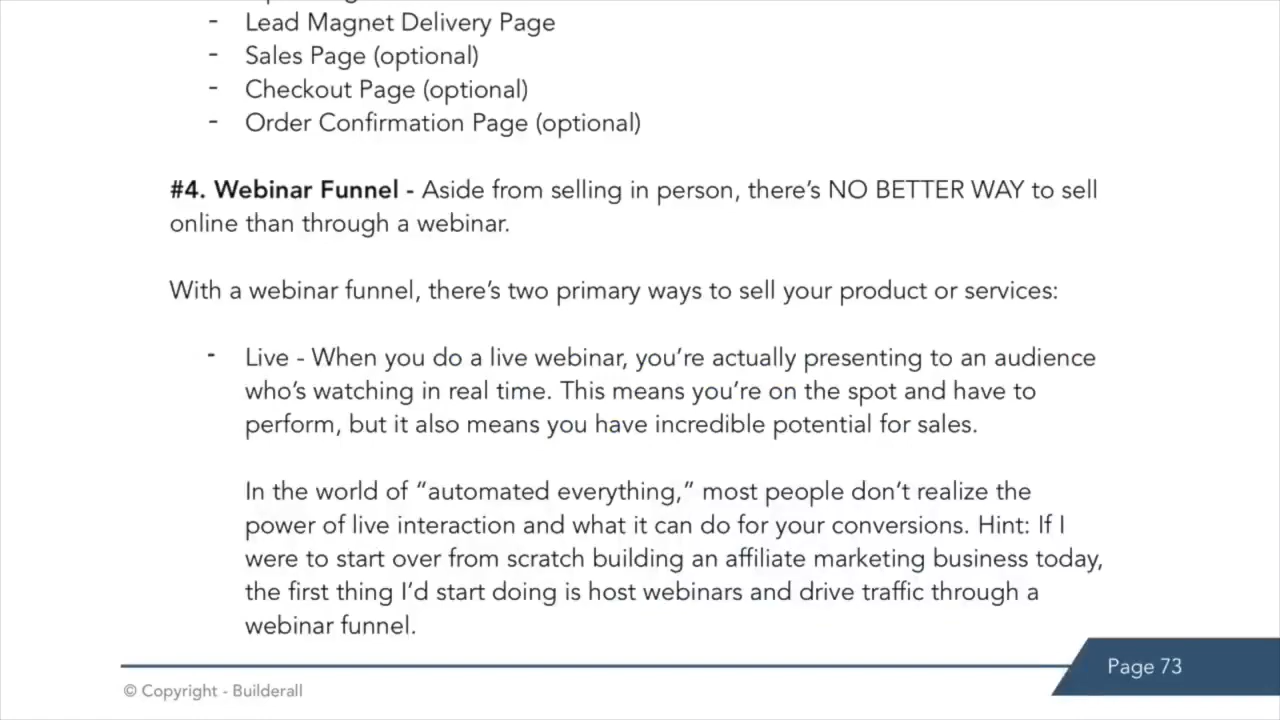 - Lead Magnet Delivery Page
- Sales Page (optional)
- Checkout Page (optional)
- Order Confirmation Page (optional)
#4. Webinar Funnel - Aside from selling in person, there's NO BETTER WAY to sell
online than through a webinar.
With a webinar funnel, there's two primary ways to sell your product or services:
- Live - When you do a live webinar, you're actually presenting to an audience
who's watching in real time. This means you're on the spot and have to
perform, but it also means you have incredible potential for sales.
In the world of “automated everything,” most people don't realize the
power of live interaction and what it can do for your conversions. Hint: If I
were to start over from scratch building an affiliate marketing business today,
the first thing I'd start doing is host webinars and drive traffic through a
webinar funnel.
Page 73
© Copyright - Builderall